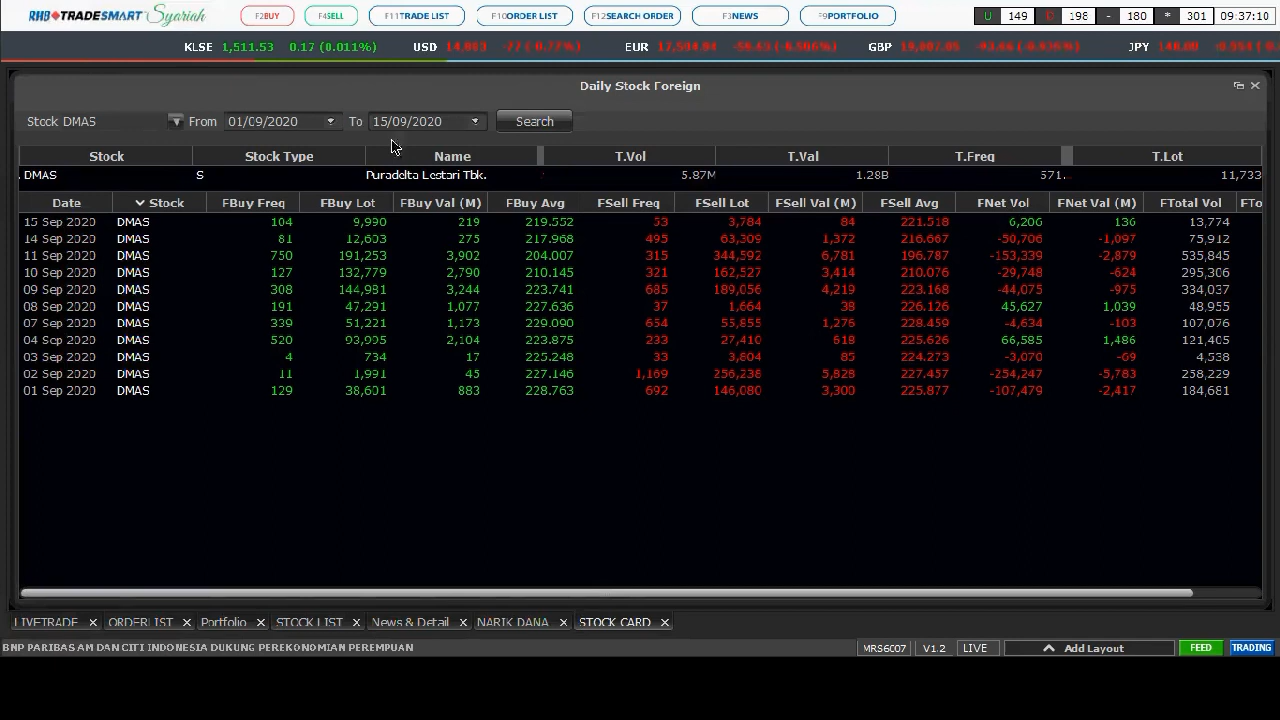 RHB TRADESMART Syariah F2BUY F4SELL F11TRADE LIST F10ORDER LIST F12SEARCH ORDER F3NEWS F9PORTFOLIO U 149 D 198 - 180 * 301 09:37:10
KLSE 1,511.53 0.17 (0.011%) USD EUR GBP JPY
Daily Stock Foreign
Stock DMAS From 01/09/2020 To 15/09/2020 Search
Stock Stock Type Name T.Vol T.Val T.Freq T.Lot
. DMAS S Puradelta Lestari Tbk. 5.87M 1.28B 571. 11,733
Date Stock FBuy Freq FBuy Lot FBuy Val (M) FBuy Avg FSell Freq FSell Lot FSell Val (M) FSell Avg FNet Vol FNet Val (M) FTotal Vol FTo
15 Sep 2020 DMAS 104 9,990 219 219.552 53 3,784 84 221.518 6,206 136 13,774
14 Sep 2020 DMAS 81 12,603 275 217.968 495 63,309 1,372 216.667 -50,706 -1,097 75,912
11 Sep 2020 DMAS 750 191,253 3,902 204.007 315 344,592 6,781 196.787 -153,339 -2,879 535,845
10 Sep 2020 DMAS 127 132,779 2,790 210.145 321 162,527 3,414 210.076 -29,748 -624 295,306
09 Sep 2020 DMAS 308 144,981 3,244 223.741 685 189,056 4,219 223.168 -44,075 -975 334,037
08 Sep 2020 DMAS 191 47,291 1,077 227.636 37 1,664 38 226.126 45,627 1,039 48,955
07 Sep 2020 DMAS 339 51,221 1,173 229.090 654 55,855 1,276 228.459 -4,634 -103 107,076
04 Sep 2020 DMAS 520 93,995 2,104 223.875 233 27,410 618 225.626 66,585 1,486 121,405
03 Sep 2020 DMAS 4 734 17 225.248 33 3,804 85 224.273 -3,070 -69 4,538
02 Sep 2020 DMAS 11 1,991 45 227.146 1,169 256,238 5,828 227.457 -254,247 -5,783 258,229
01 Sep 2020 DMAS 129 38,601 883 228.763 692 146,080 3,300 225.877 -107,479 -2,417 184,681
LIVETRADE ORDERLIST Portfolio STOCK LIST News & Detail NARIK DANA STOCK CARD
BNP PARIBAS AM DAN CITI INDONESIA DUKUNG PEREKONOMIAN PEREMPUAN MRS6007 V1.2 LIVE Add Layout FEED TRADING